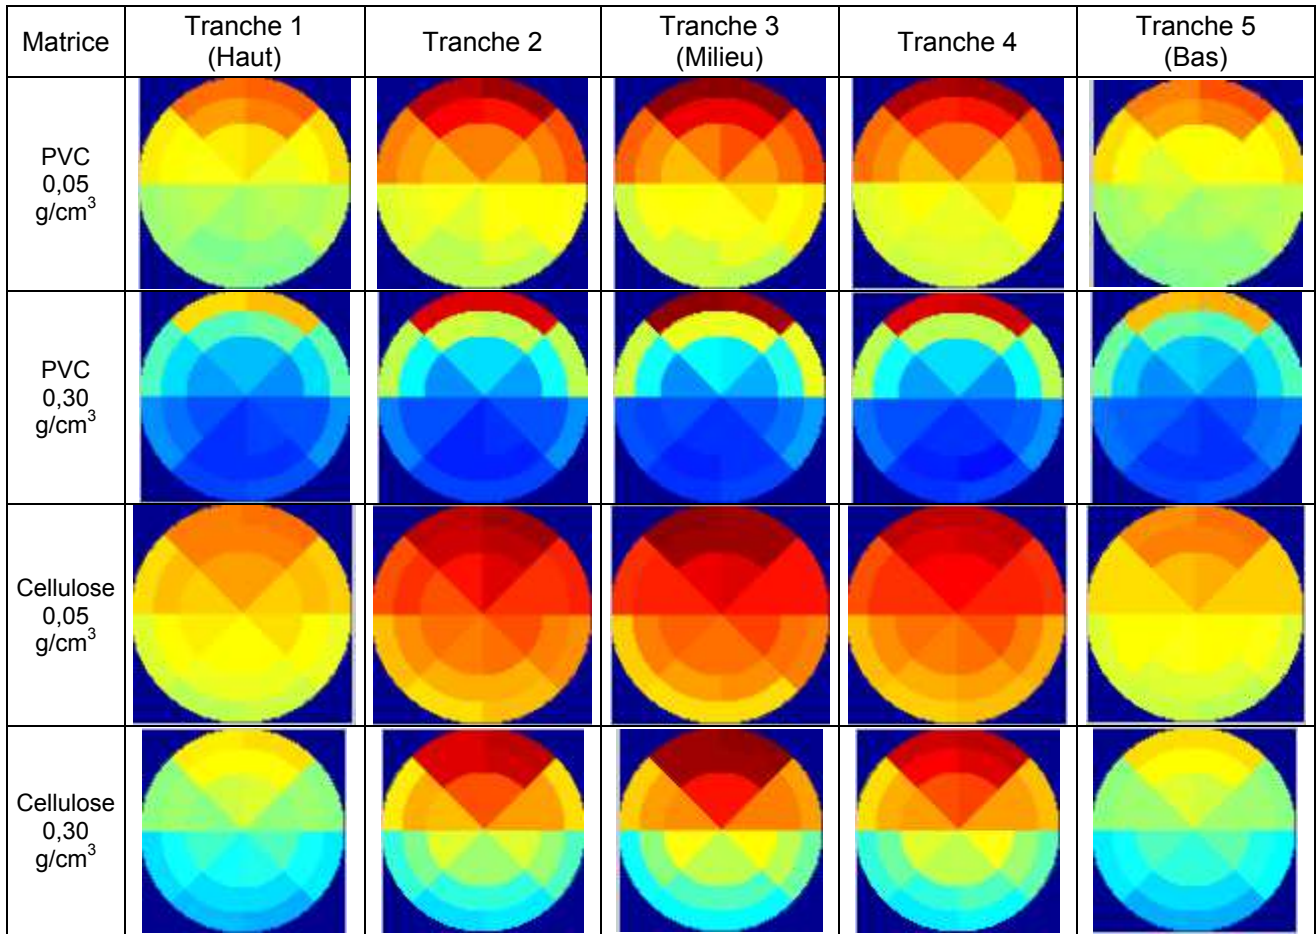 Matrice
Tranche 1
(Haut)
Tranche 2
Tranche 3
(Milieu)
Tranche 4
Tranche 5
(Bas)
PVC
0,05
g/cm³
PVC
0,30
g/cm³
Cellulose
0,05
g/cm³
Cellulose
0,30
g/cm³